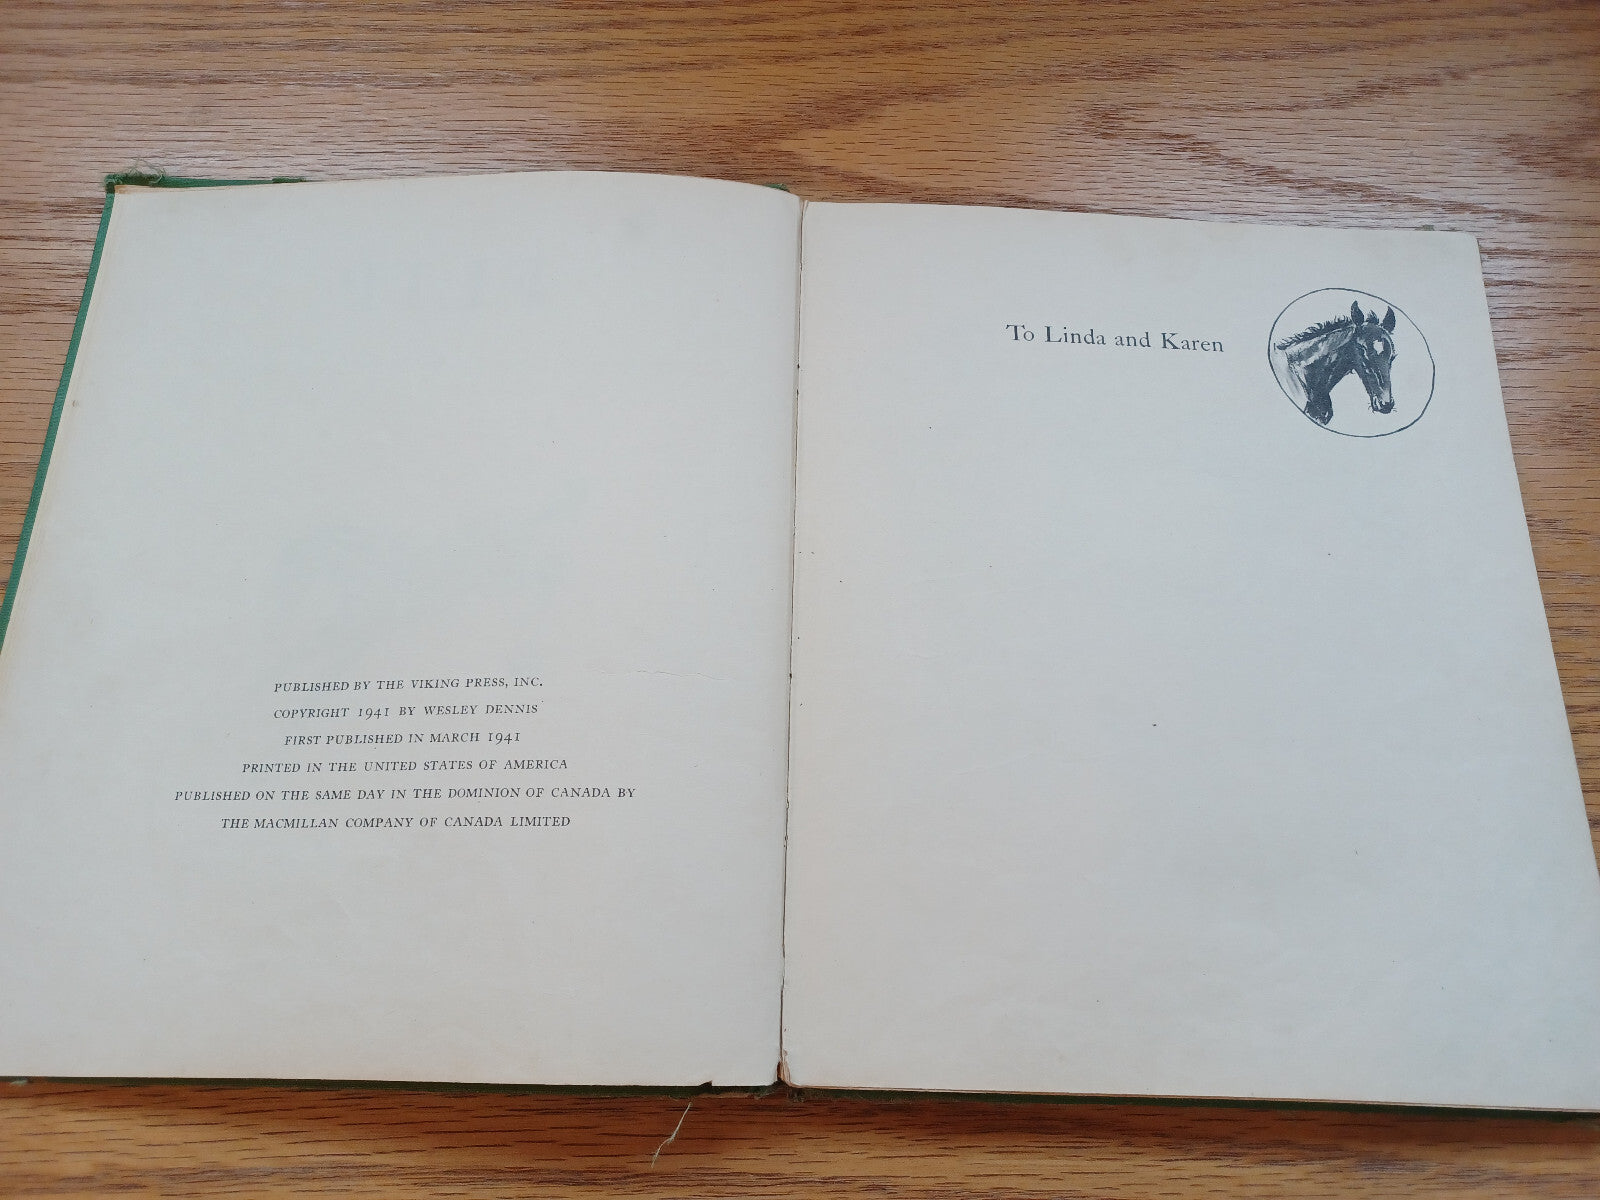 PUBLISHED BY THE VIKING PRESS, INC.
COPYRIGHT 1941 BY WESLEY DENNIS
FIRST PUBLISHED IN MARCH 1941
PRINTED IN THE UNITED STATES OF AMERICA
PUBLISHED ON THE SAME DAY IN THE DOMINION OF CANADA BY
THE MACMILLAN COMPANY OF CANADA LIMITED
To Linda and Karen